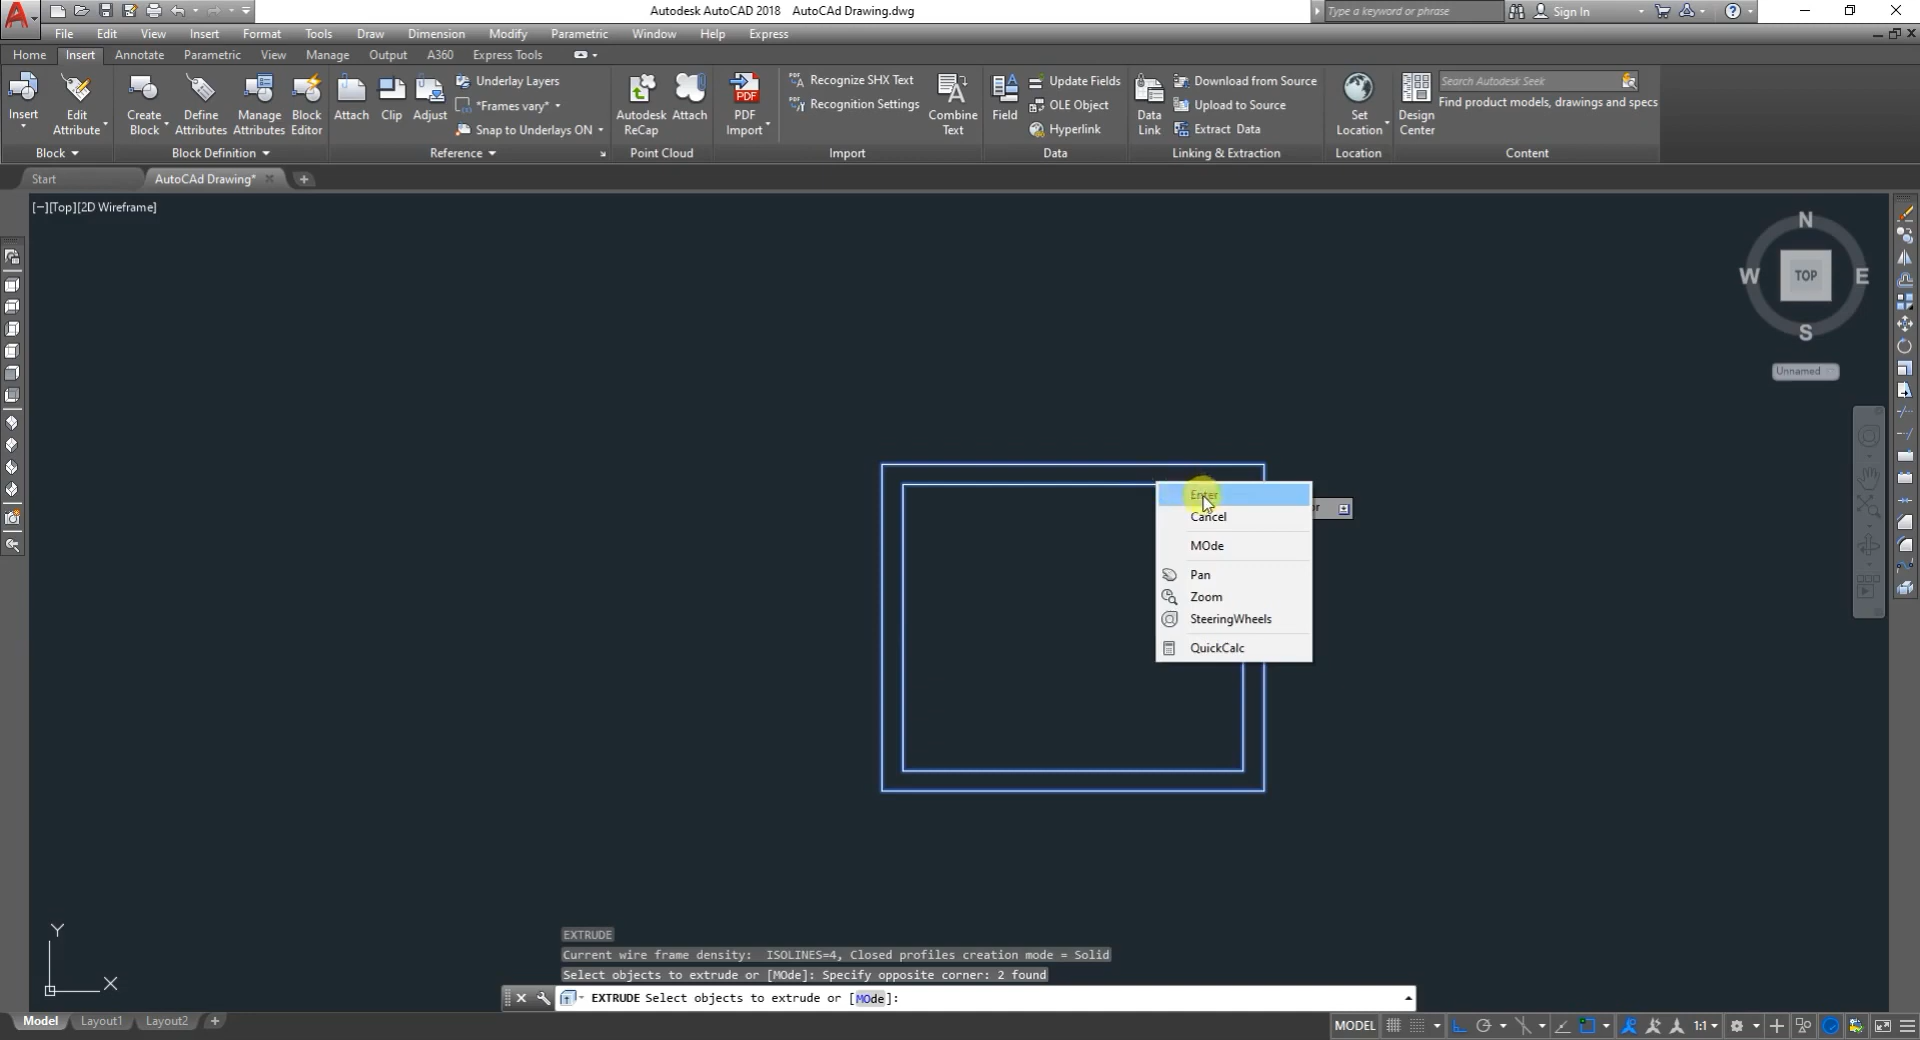 Autodesk AutoCAD 2018 AutoCAd Drawing.dwg
Type a keyword or phrase
Sign In
File Edit View Insert Format Tools Draw Dimension Modify Parametric Window Help Express
Home Insert Annotate Parametric View Manage Output A360 Express Tools
Insert
Edit Attribute
Create Block
Define Attributes
Manage Attributes
Block Editor
Attach
Clip
Adjust
Underlay Layers
*Frames vary*
Snap to Underlays ON
Autodesk ReCap
Attach
PDF Import
Recognize SHX Text
Recognition Settings
Combine Text
Field
Update Fields
OLE Object
Hyperlink
Data Link
Download from Source
Upload to Source
Extract Data
Set Location
Design Center
Search Autodesk Seek
Find product models, drawings and specs
Block Block Definition Reference Point Cloud Import Data Linking & Extraction Location Content
Start AutoCAd Drawing*
[−][Top][2D Wireframe]
N
W TOP E
S
Unnamed
Enter
Cancel
MOde
Pan
Zoom
SteeringWheels
QuickCalc
Y
X
EXTRUDE
Current wire frame density: ISOLINES=4, Closed profiles creation mode = Solid
Select objects to extrude or [MOde]: Specify opposite corner: 2 found
EXTRUDE Select objects to extrude or [MOde]:
Model Layout1 Layout2
MODEL 1:1